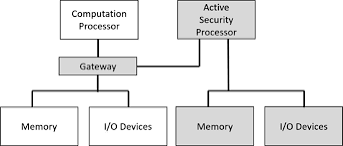 Computation
Processor
Active
Security
Processor
Gateway
Memory
I/O Devices
Memory
I/O Devices